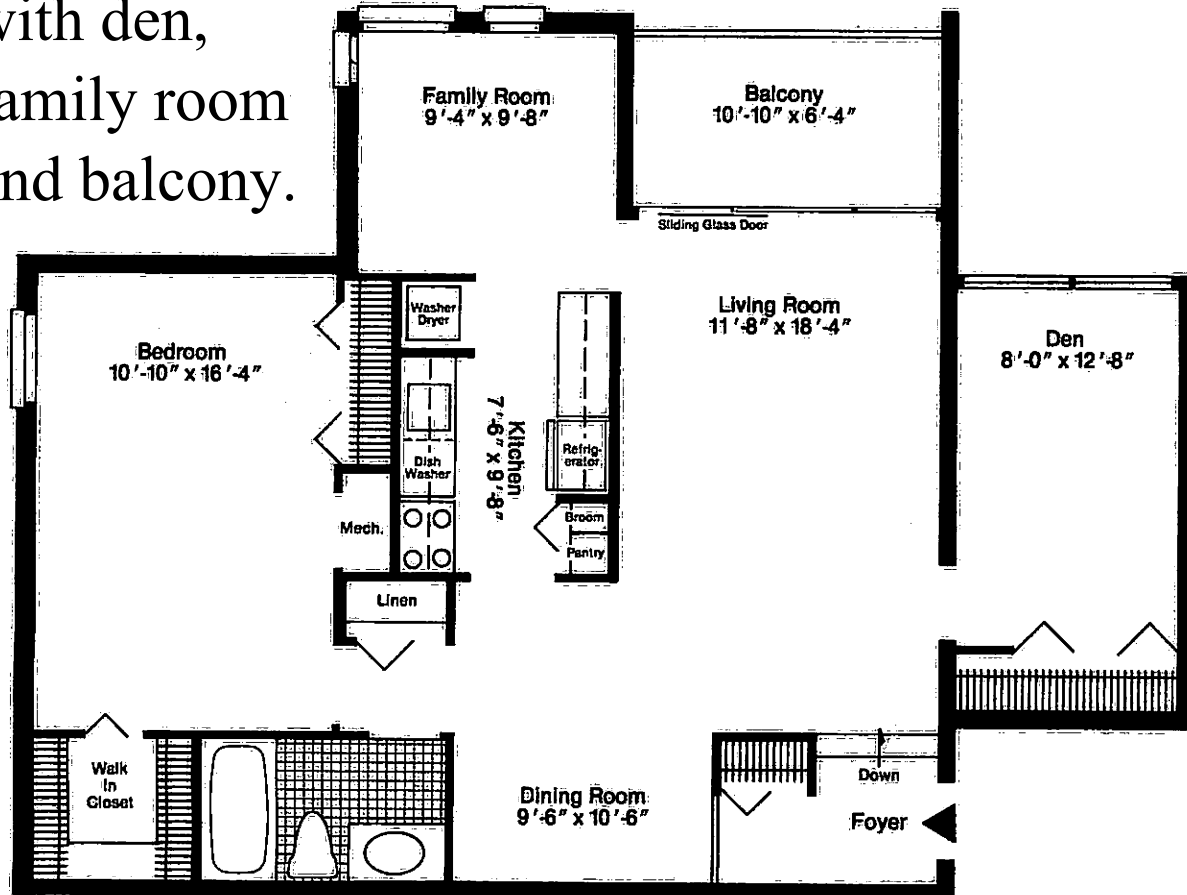 with den,
family room
and balcony.
Family Room
9'-4" x 9'-8"
Balcony
10'-10" x 6'-4"
Sliding Glass Door
Washer
Dryer
Living Room
11'-8" x 18'-4"
Bedroom
10'-10" x 16'-4"
Den
8'-0" x 12'-8"
Kitchen
7'-6" x 9'-8"
Dish
Washer
Refrig-
erator
Mech.
Broom
Pantry
Linen
Walk
In
Closet
Dining Room
9'-6" x 10'-6"
Down
Foyer